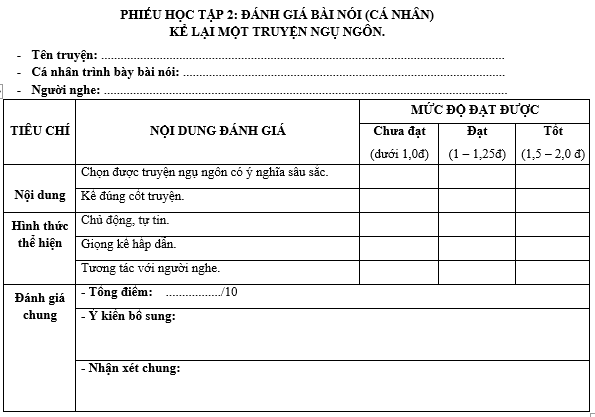 PHIẾU HỌC TẬP 2: ĐÁNH GIÁ BÀI NÓI (CÁ NHÂN)
KỂ LẠI MỘT TRUYỆN NGỤ NGÔN.
- Tên truyện: ..........................................................................................................
- Cá nhân trình bày bài nói: .....................................................................................
- Người nghe: ..........................................................................................................
TIÊU CHÍ
NỘI DUNG ĐÁNH GIÁ
MỨC ĐỘ ĐẠT ĐƯỢC
Chưa đạt
(dưới 1,0đ)
Đạt
(1 – 1,25đ)
Tốt
(1,5 – 2,0 đ)
Nội dung
Chọn được truyện ngụ ngôn có ý nghĩa sâu sắc.
Kể đúng cốt truyện.
Hình thức
thể hiện
Chủ động, tự tin.
Giọng kể hấp dẫn.
Tương tác với người nghe.
Đánh giá
chung
- Tổng điểm: ................../10
- Ý kiến bổ sung:
- Nhận xét chung: